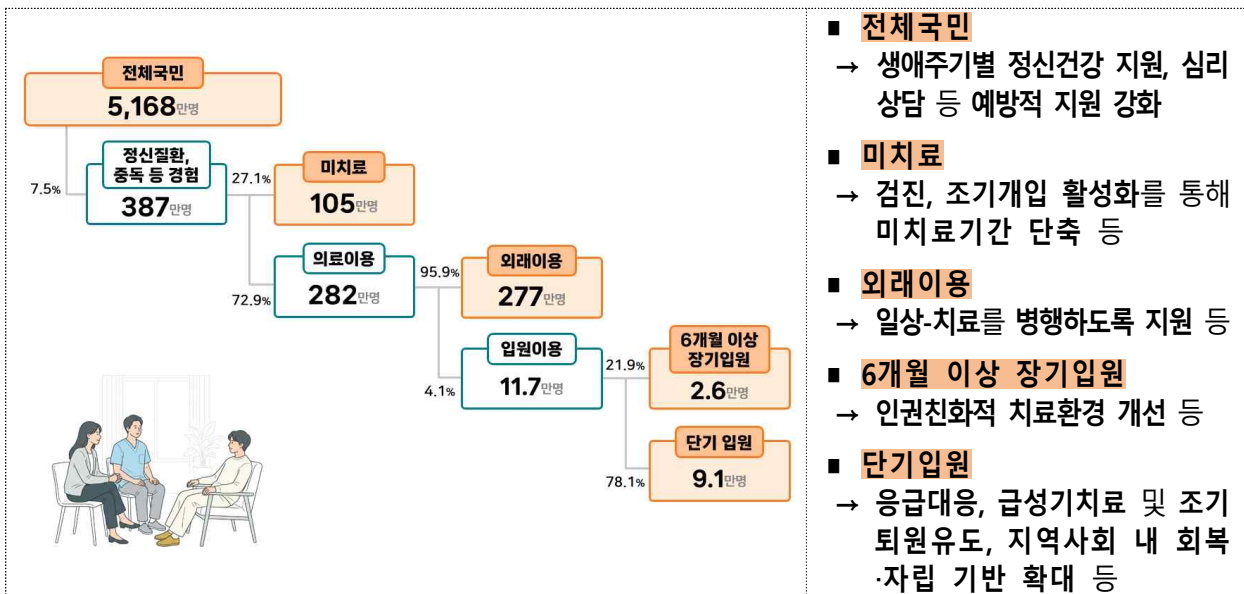 전체국민
5,168만명
7.5%
정신질환,
중독 등 경험
387만명
27.1%
미치료
105만명
72.9%
의료이용
282만명
95.9%
외래이용
277만명
4.1%
입원이용
11.7만명
21.9%
6개월 이상
장기입원
2.6만명
78.1%
단기 입원
9.1만명
■ 전체국민
→ 생애주기별 정신건강 지원, 심리
상담 등 예방적 지원 강화
■ 미치료
→ 검진, 조기개입 활성화를 통해
미치료기간 단축 등
■ 외래이용
→ 일상-치료를 병행하도록 지원 등
■ 6개월 이상 장기입원
→ 인권친화적 치료환경 개선 등
■ 단기입원
→ 응급대응, 급성기치료 및 조기
퇴원유도, 지역사회 내 회복
·자립 기반 확대 등